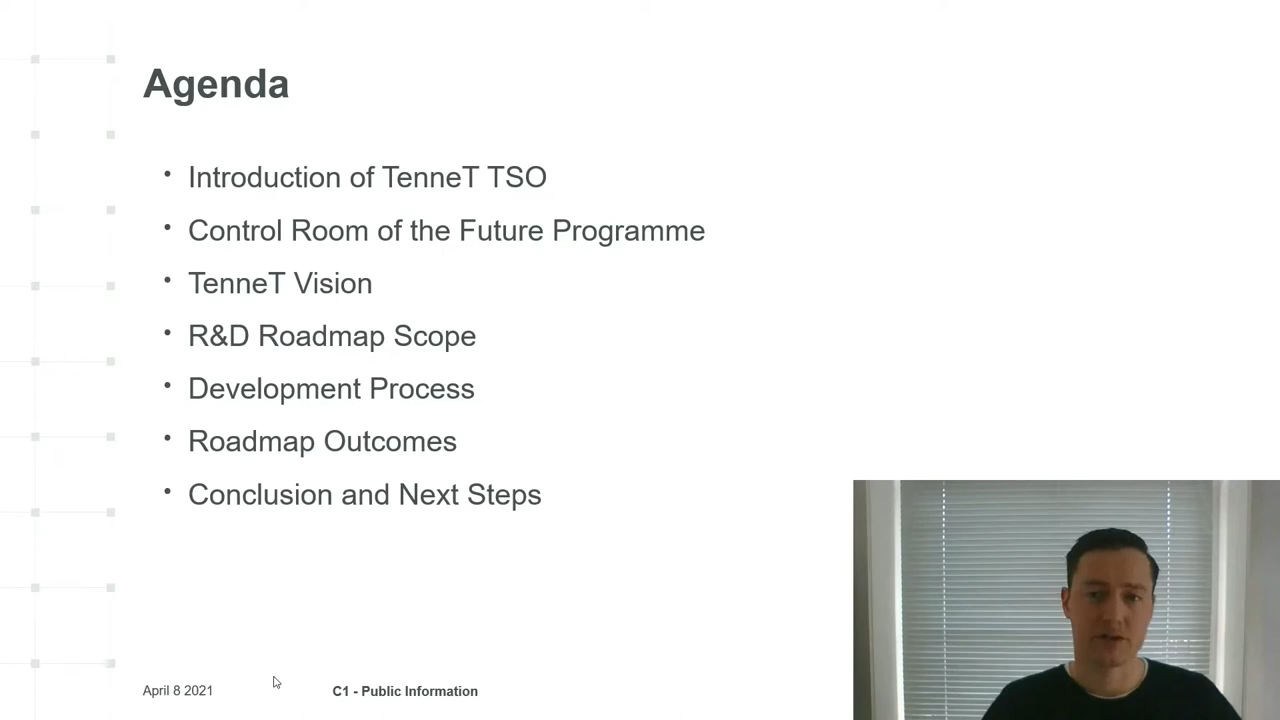 Agenda
• Introduction of TenneT TSO
• Control Room of the Future Programme
• TenneT Vision
• R&D Roadmap Scope
• Development Process
• Roadmap Outcomes
• Conclusion and Next Steps
April 8 2021
C1 - Public Information